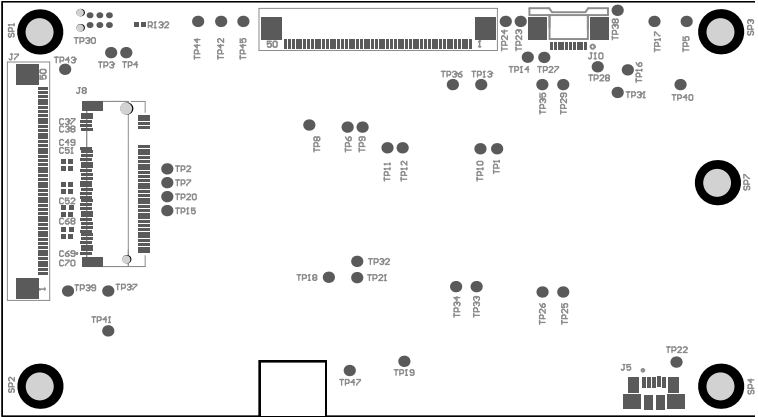 SP1
TP30
RI32
TP44
TP42
TP45
50
1
TP24
TP23
TP38
J10
TP17
TP5
SP3
J7
TP43
TP3
TP4
TP14
TP27
TP28
TP16
50
J8
TP36
TP13
TP35
TP29
TP31
TP40
C37
C38
C49
C51
TP8
TP6
TP9
TP11
TP12
TP10
TP1
TP2
TP7
TP20
TP15
SP7
C52
C68
C69
C70
TP32
TP18
TP21
1
TP39
TP37
TP34
TP33
TP26
TP25
TP41
SP2
TP47
TP19
J5
TP22
SP4